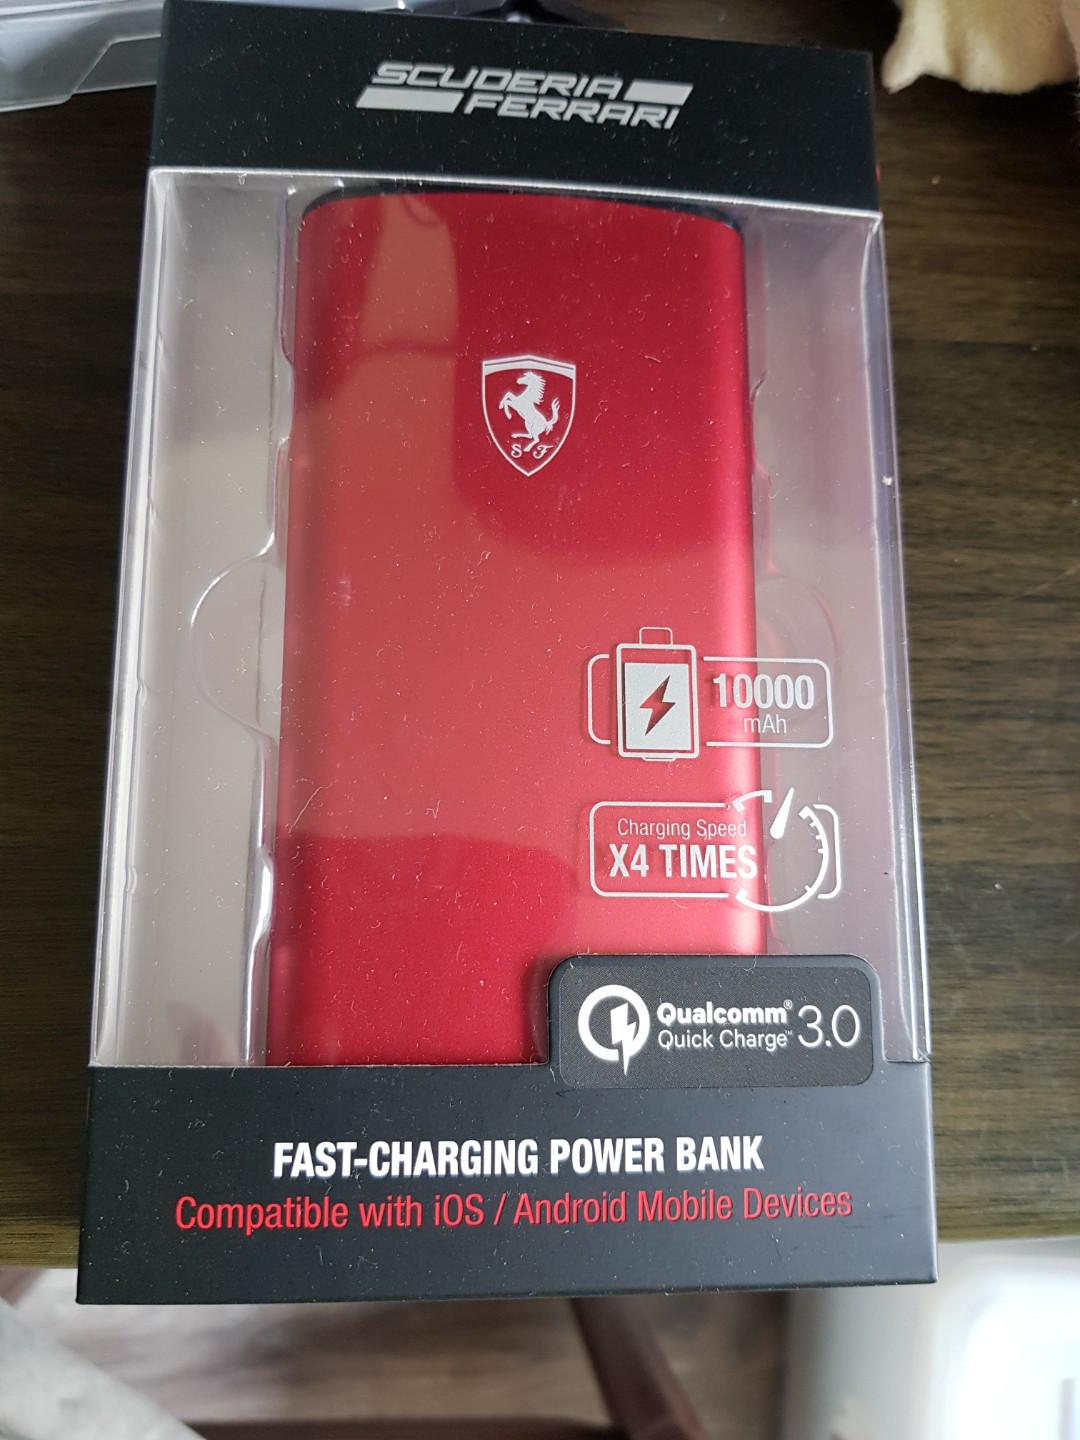 SCUDERIA
FERRARI
S F
10000
mAh
Charging Speed
X4 TIMES
Qualcomm®
Quick Charge™ 3.0
FAST-CHARGING POWER BANK
Compatible with iOS / Android Mobile Devices